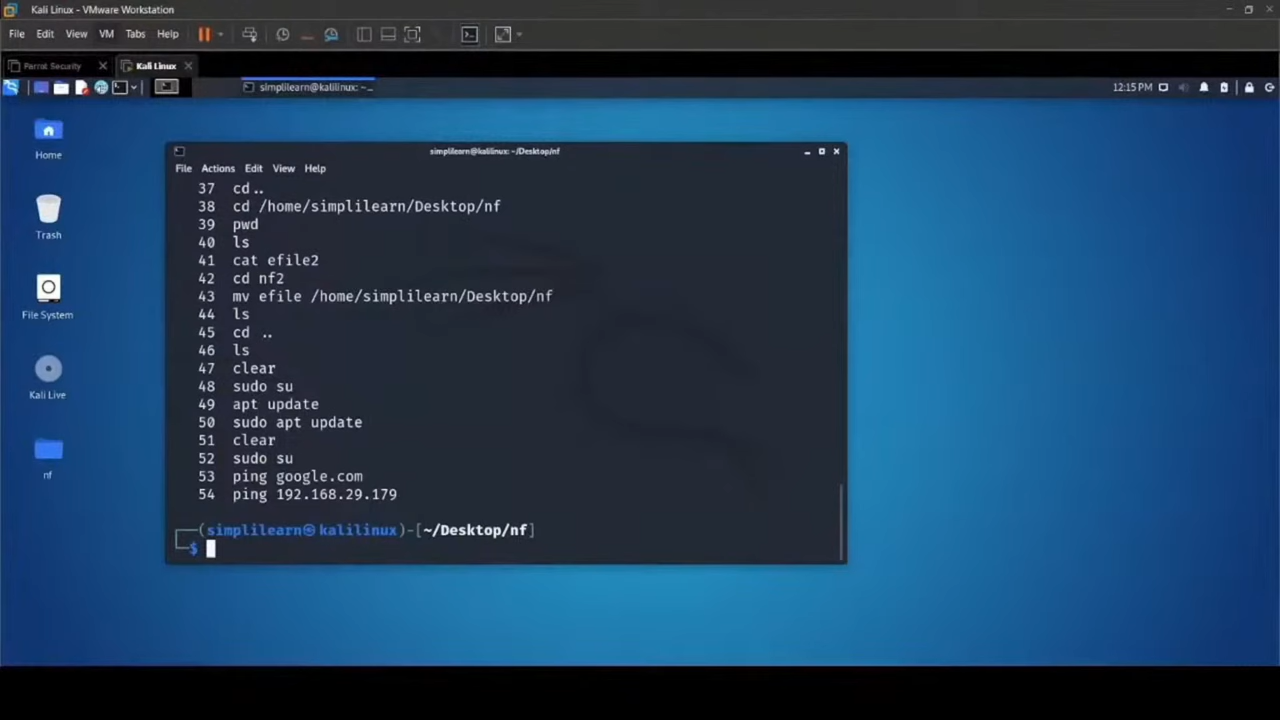 Kali Linux - VMware Workstation
File Edit View VM Tabs Help
Parrot Security
Kali Linux
simplilearn@kalilinux: ~...
12:15 PM
Home
Trash
File System
Kali Live
nf
simplilearn@kalilinux: ~/Desktop/nf
File Actions Edit View Help
37 cd..
38 cd /home/simplilearn/Desktop/nf
39 pwd
40 ls
41 cat efile2
42 cd nf2
43 mv efile /home/simplilearn/Desktop/nf
44 ls
45 cd ..
46 ls
47 clear
48 sudo su
49 apt update
50 sudo apt update
51 clear
52 sudo su
53 ping google.com
54 ping 192.168.29.179
┌──(simplilearn㉿kalilinux)-[~/Desktop/nf]
└─$